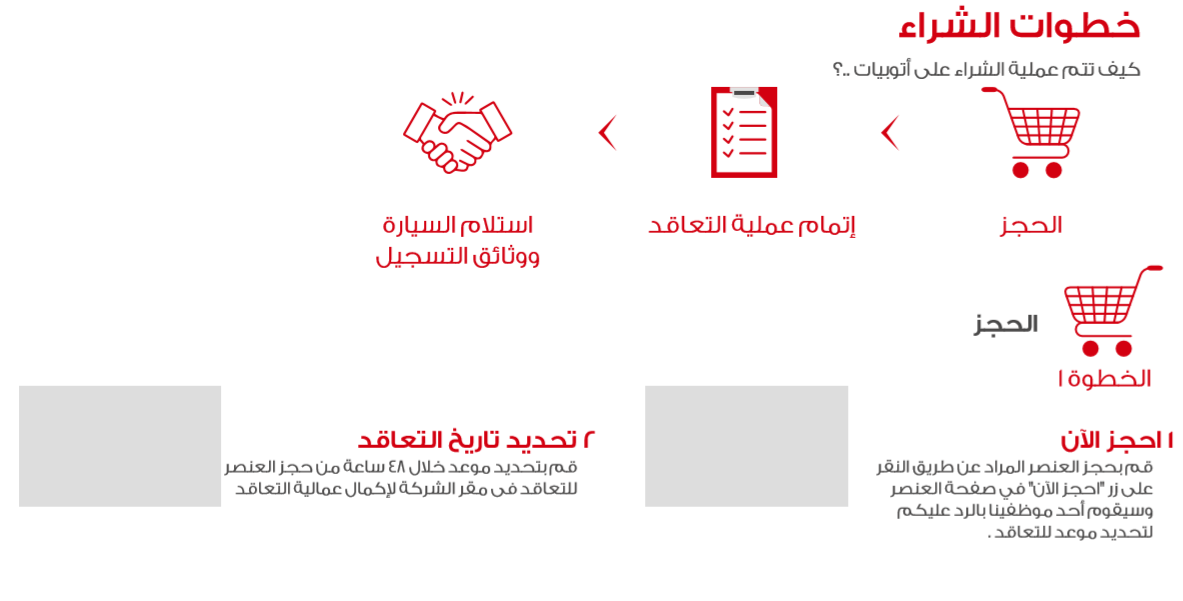 خطوات الشراء
كيف تتم عملية الشراء على أتوبيات ..؟
الحجز
إتمام عملية التعاقد
استلام السيارة
ووثائق التسجيل
الحجز
الخطوة ١
١ احجز الآن
قم بحجز العنصر المراد عن طريق النقر
على زر "احجز الآن" في صفحة العنصر
وسيقوم أحد موظفينا بالرد عليكم
لتحديد موعد للتعاقد .
٢ تحديد تاريخ التعاقد
قم بتحديد موعد خلال ٤٨ ساعة من حجز العنصر
للتعاقد فى مقر الشركة لإكمال عمالية التعاقد